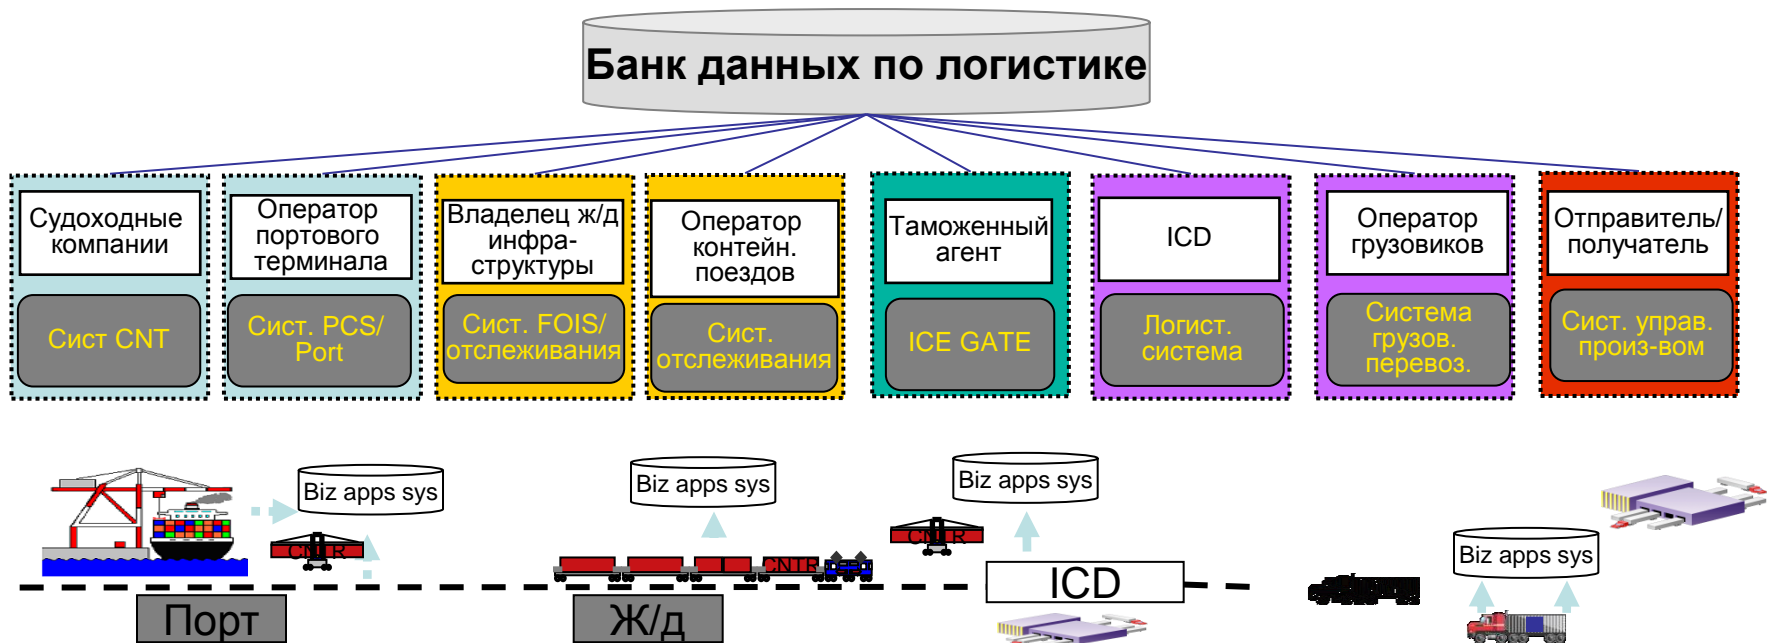 Банк данных по логистике
Судоходные
компании
Оператор
портового
терминала
Владелец ж/д
инфра-
структуры
Оператор
контейн.
поездов
Таможенный
агент
ICD
Оператор
грузовиков
Отправитель/
получатель
Сист CNT
Сист. PCS/
Port
Сист. FOIS/
отслеживания
Сист.
отслеживания
ICE GATE
Логист.
система
Система
грузов.
перевоз.
Сист. управ.
произ-вом
Biz apps sys
Biz apps sys
Biz apps sys
Biz apps sys
CNTR
CNTR
CNTR
ICD
Порт
Ж/д